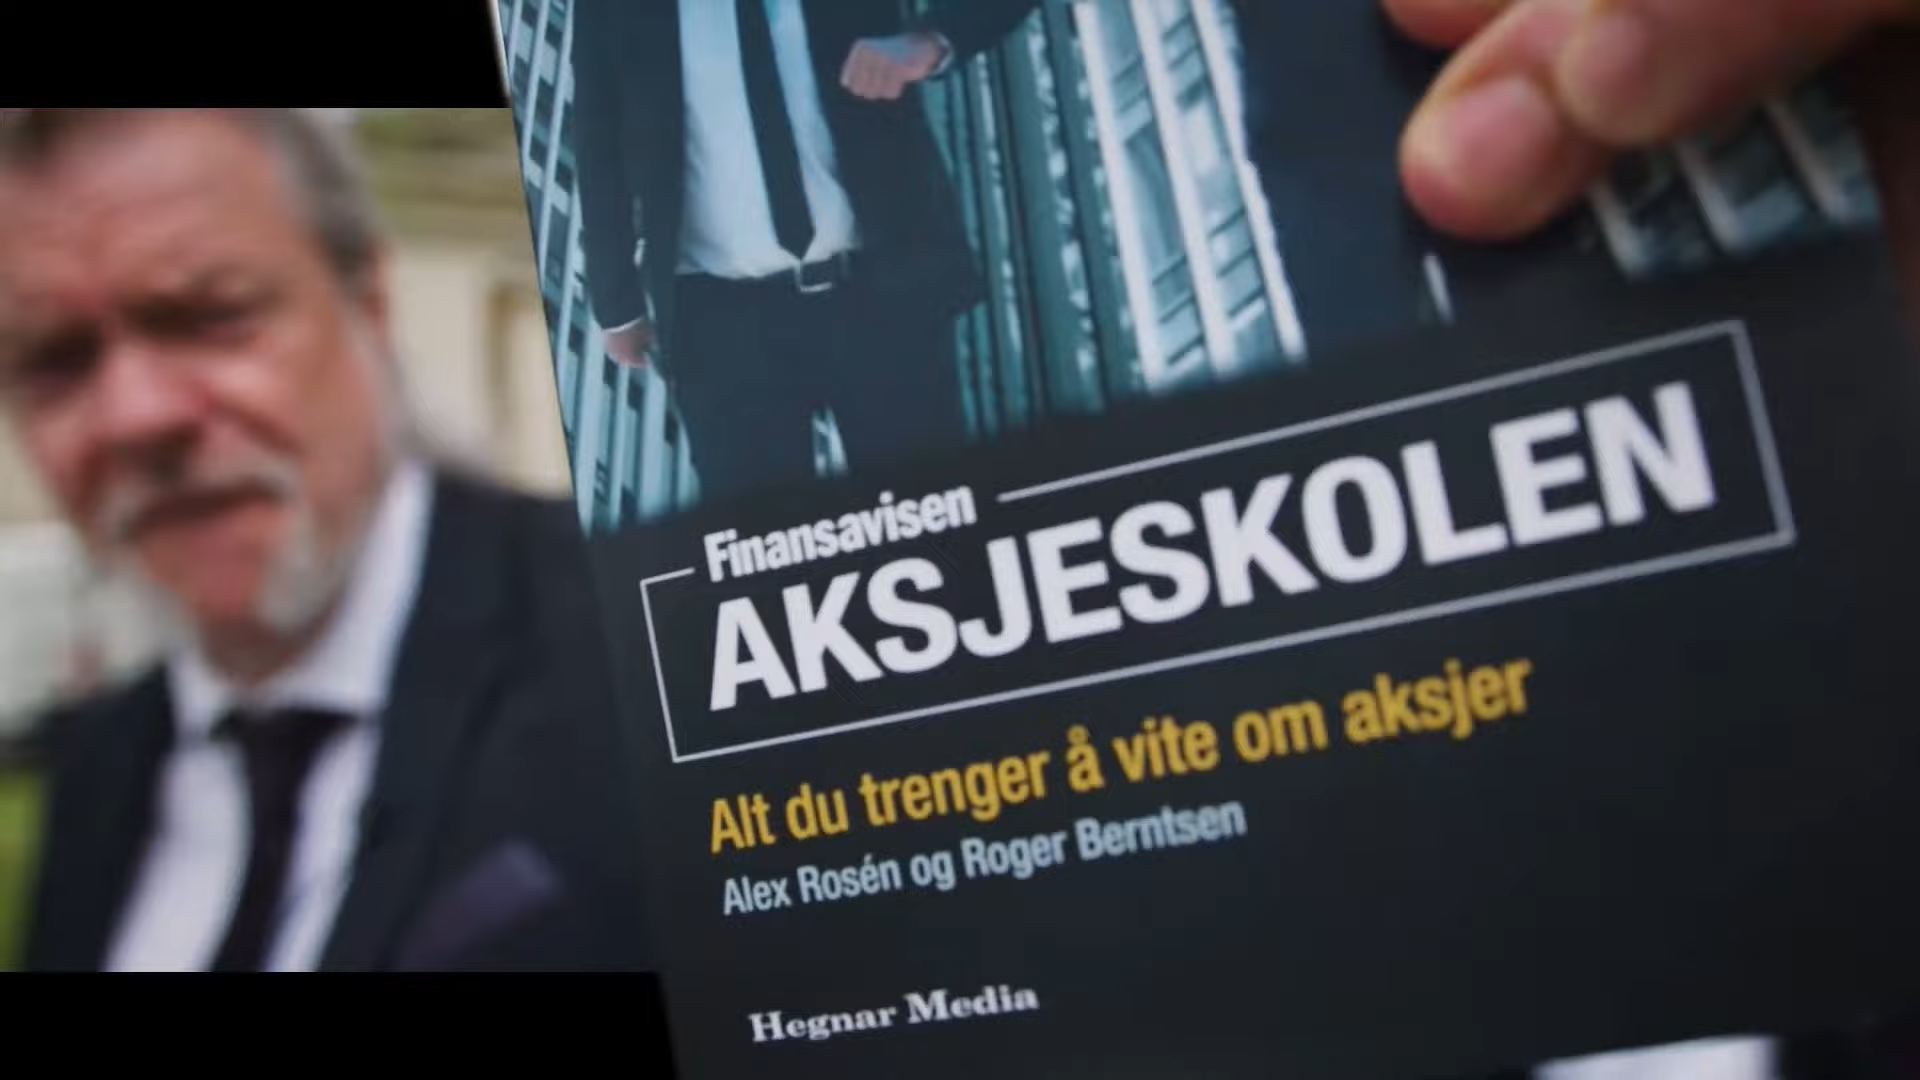 Finansavisen
AKSJESKOLEN
Alt du trenger å vite om aksjer
Alex Rosén og Roger Berntsen
Hegnar Media